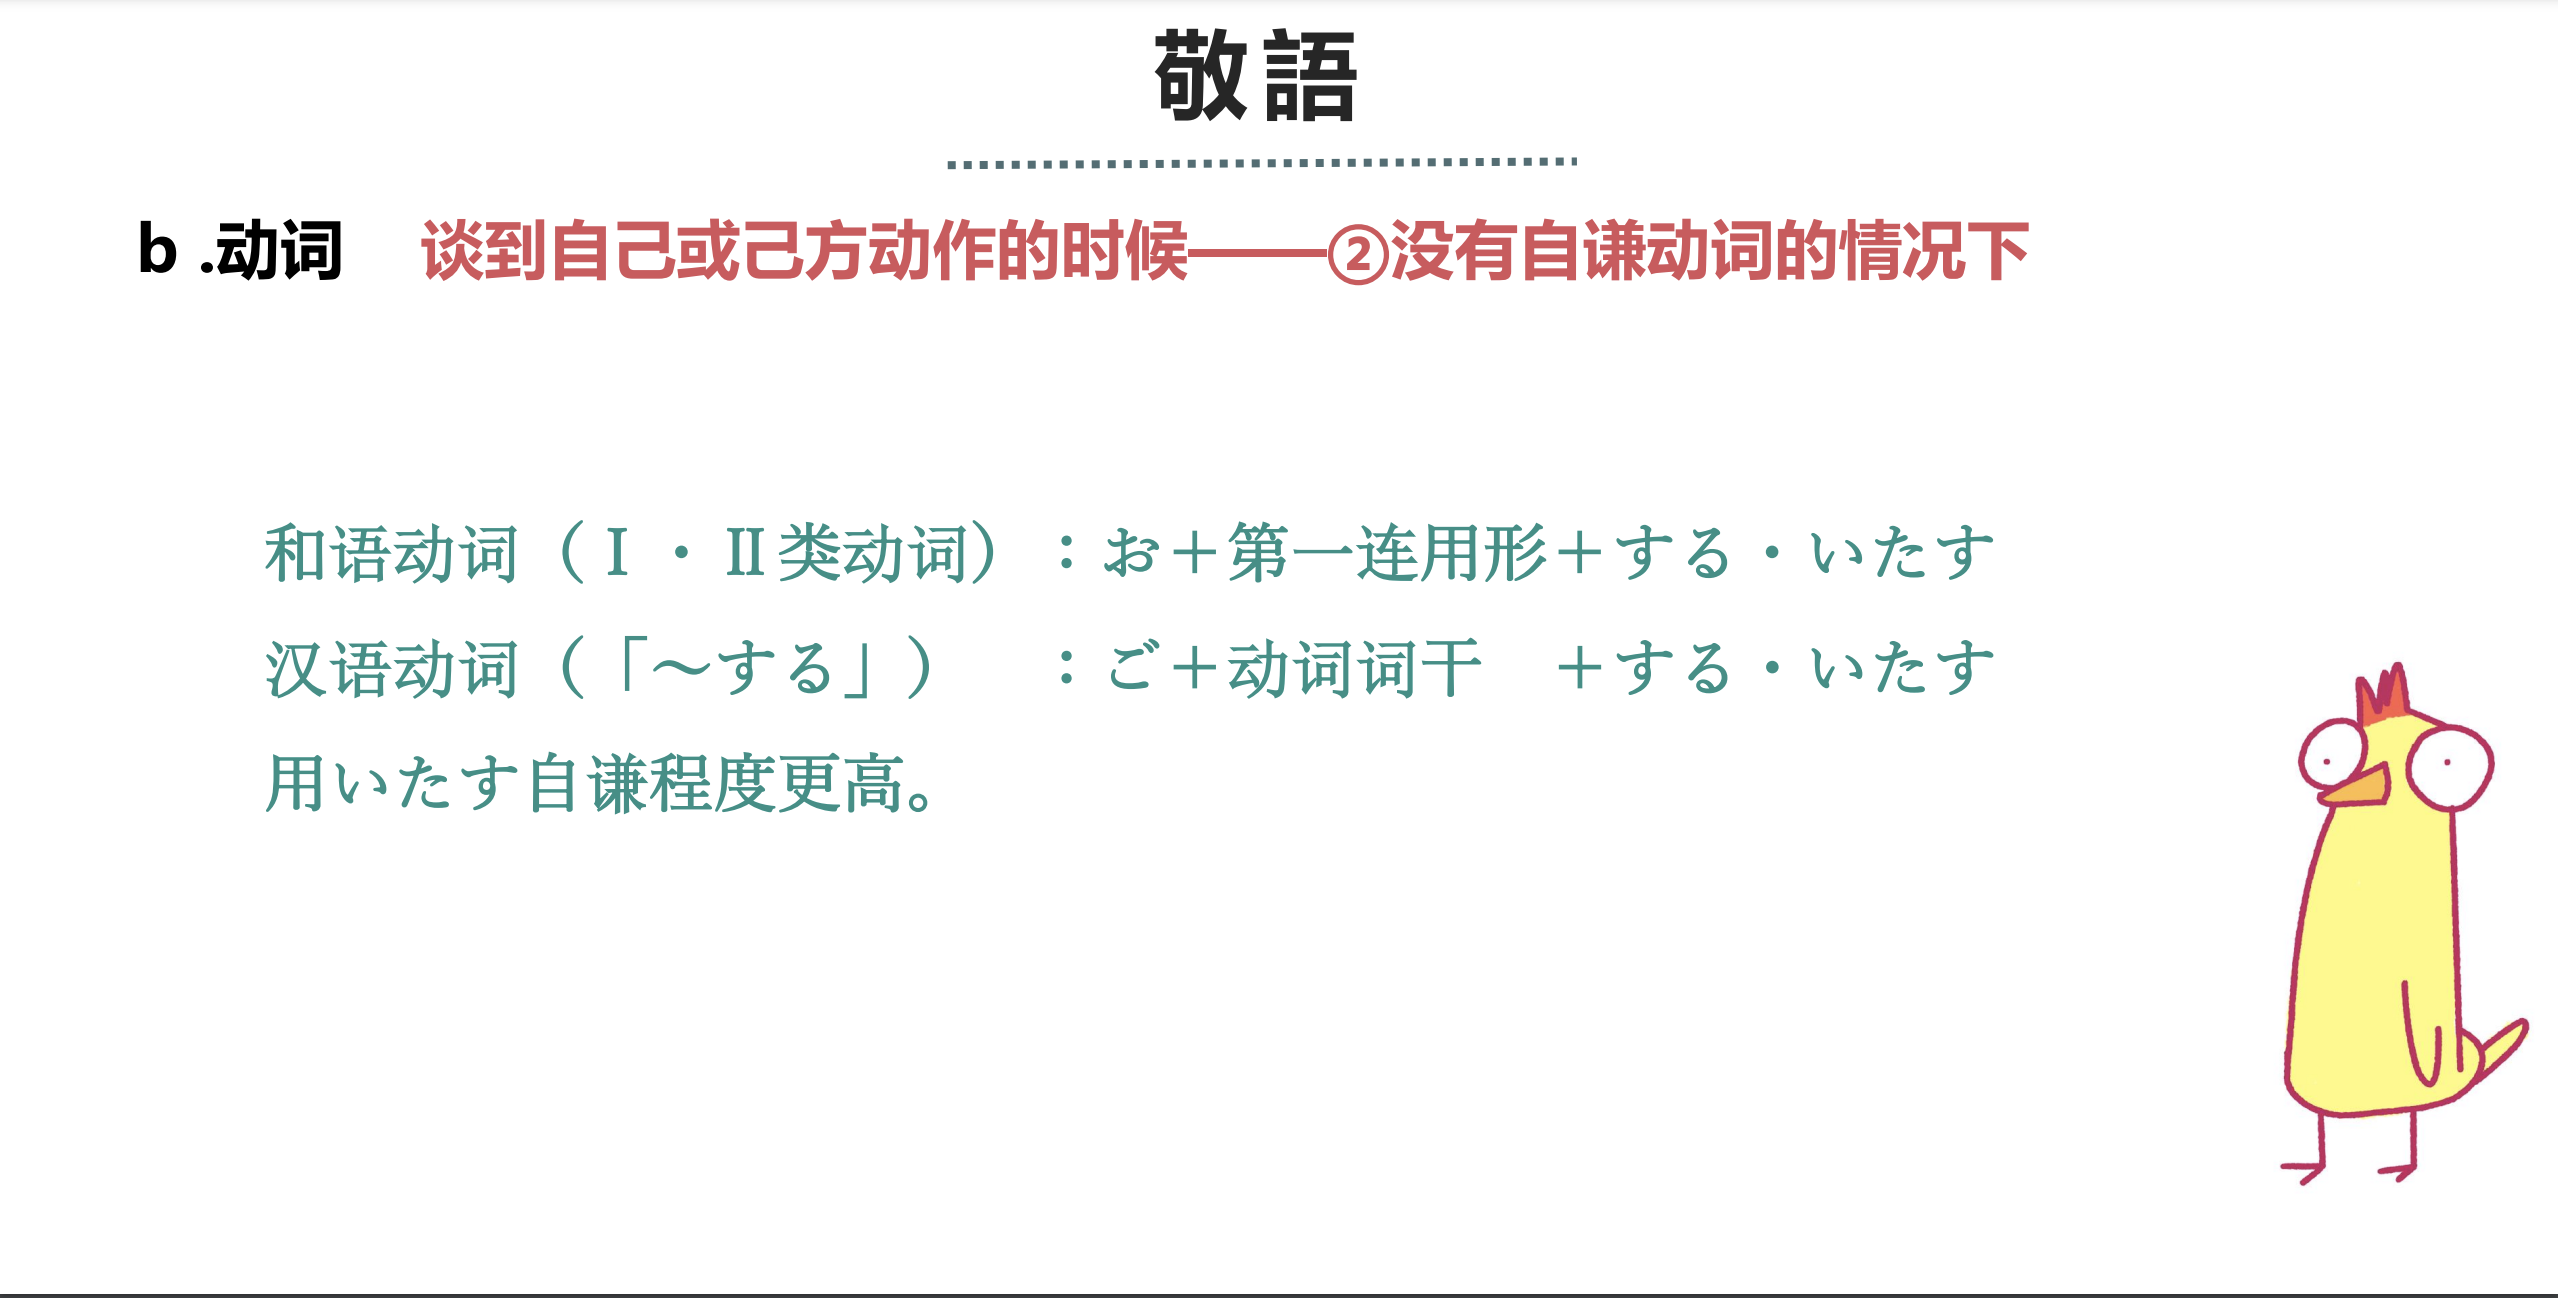 敬語
b .动词　谈到自己或己方动作的时候——②没有自谦动词的情况下
和语动词（Ⅰ・Ⅱ类动词）：お＋第一连用形＋する・いたす
汉语动词（「～する」）　：ご＋动词词干　＋する・いたす
用いたす自谦程度更高。